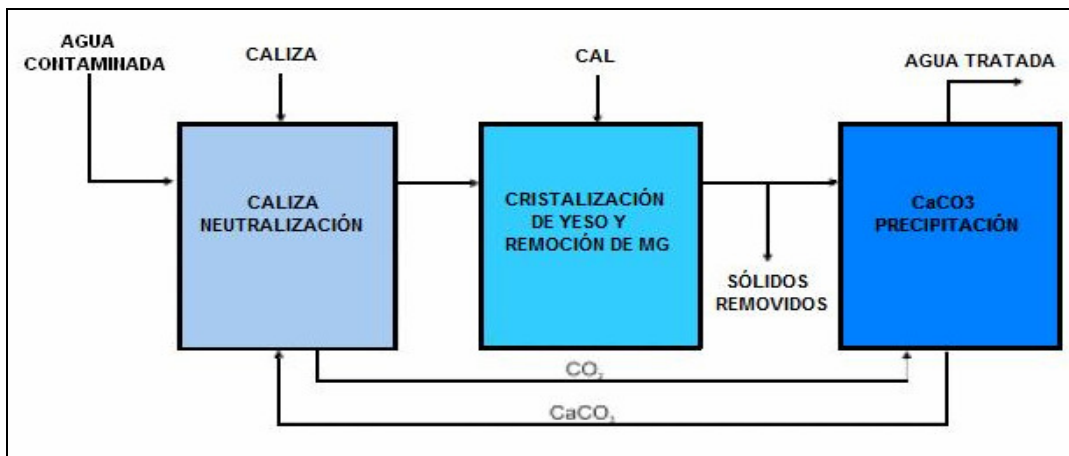 AGUA
CONTAMINADA
CALIZA
CAL
AGUA TRATADA
CALIZA
NEUTRALIZACIÓN
CRISTALIZACIÓN
DE YESO Y
REMOCIÓN DE MG
CaCO3
PRECIPITACIÓN
SÓLIDOS
REMOVIDOS
CO₂
CaCO₃